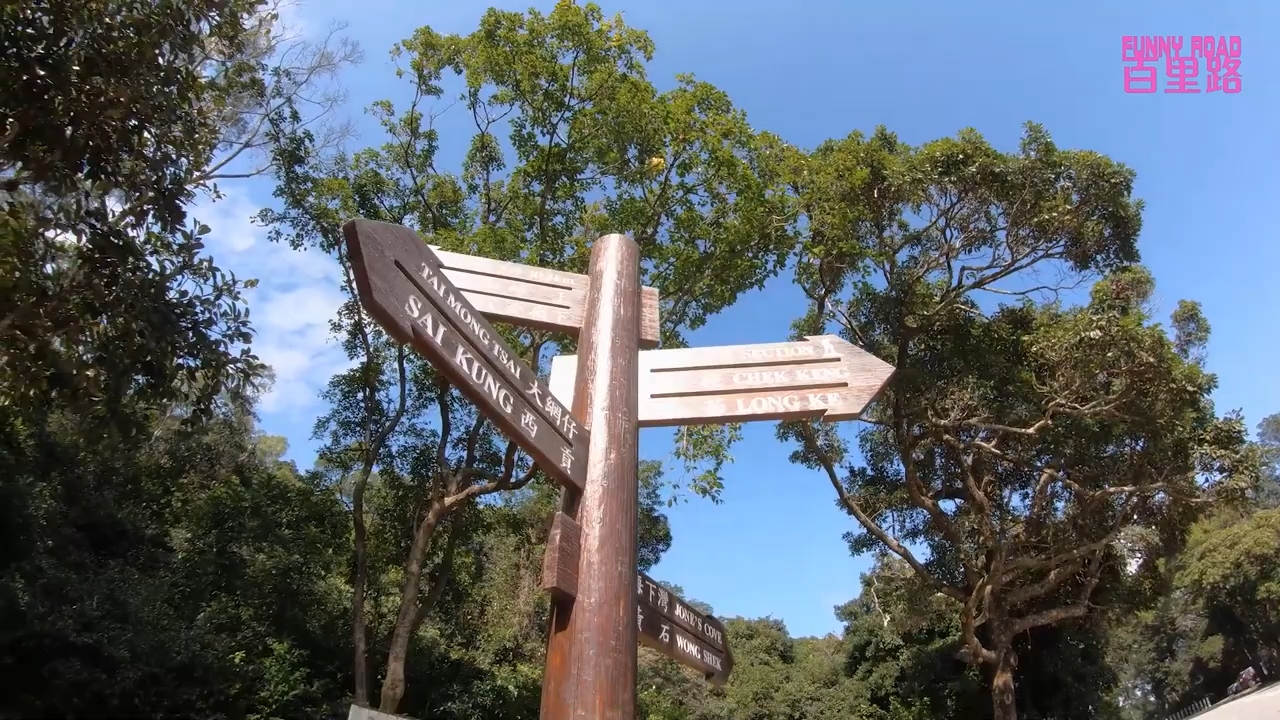 FUNNY ROAD
百里路
TAI MONG TSAI 大網仔
SAI KUNG 西貢
SECTION 1
CHEK KENG
LONG KE
下灣 JONE'S COVE
石 WONG SHEK